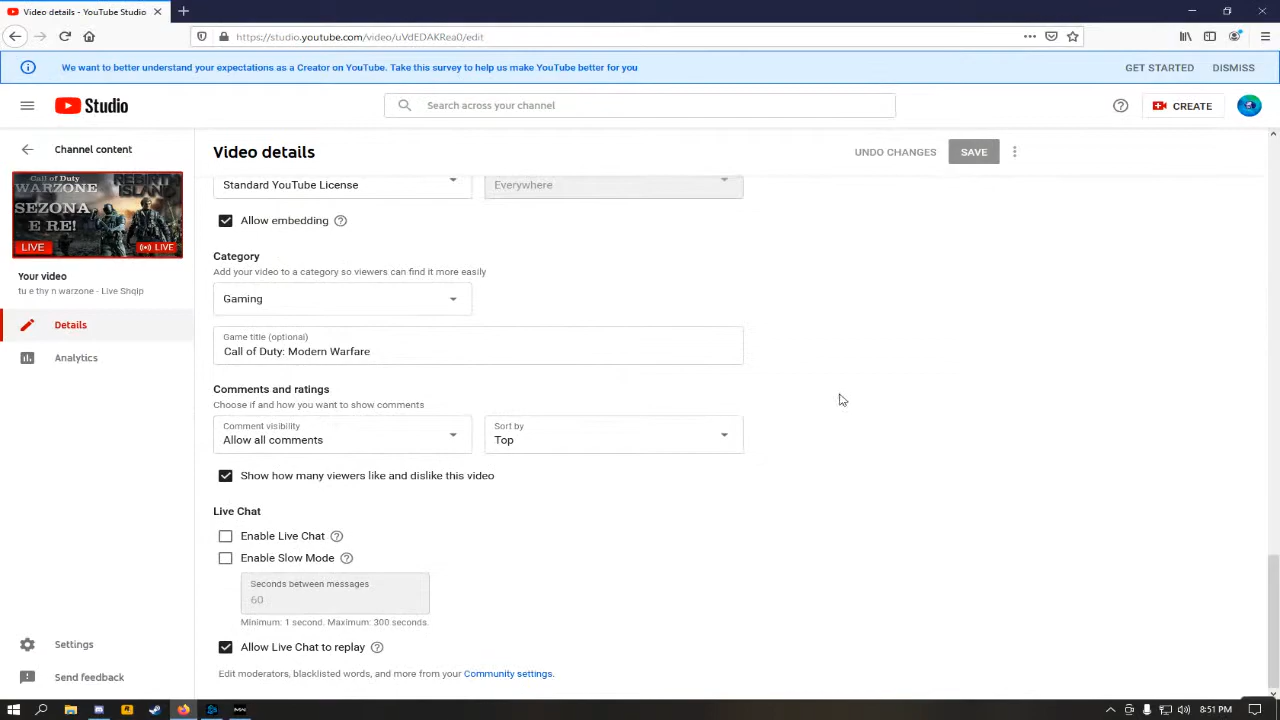 Video details - YouTube Studio
https://studio.youtube.com/video/uVdEDAKRea0/edit
We want to better understand your expectations as a Creator on YouTube. Take this survey to help us make YouTube better for you
GET STARTED
DISMISS
Studio
Search across your channel
CREATE
Channel content
Video details
UNDO CHANGES
SAVE
Call of Duty
WARZONE
REBIRTH
ISLAND
SEZONA
E RE!
LIVE
LIVE
Your video
tu e thy n warzone - Live Shqip
Details
Analytics
Settings
Send feedback
Standard YouTube License
Everywhere
Allow embedding
Category
Add your video to a category so viewers can find it more easily
Gaming
Game title (optional)
Call of Duty: Modern Warfare
Comments and ratings
Choose if and how you want to show comments
Comment visibility
Allow all comments
Sort by
Top
Show how many viewers like and dislike this video
Live Chat
Enable Live Chat
Enable Slow Mode
Seconds between messages
60
Minimum: 1 second. Maximum: 300 seconds.
Allow Live Chat to replay
Edit moderators, blacklisted words, and more from your Community settings.
8:51 PM